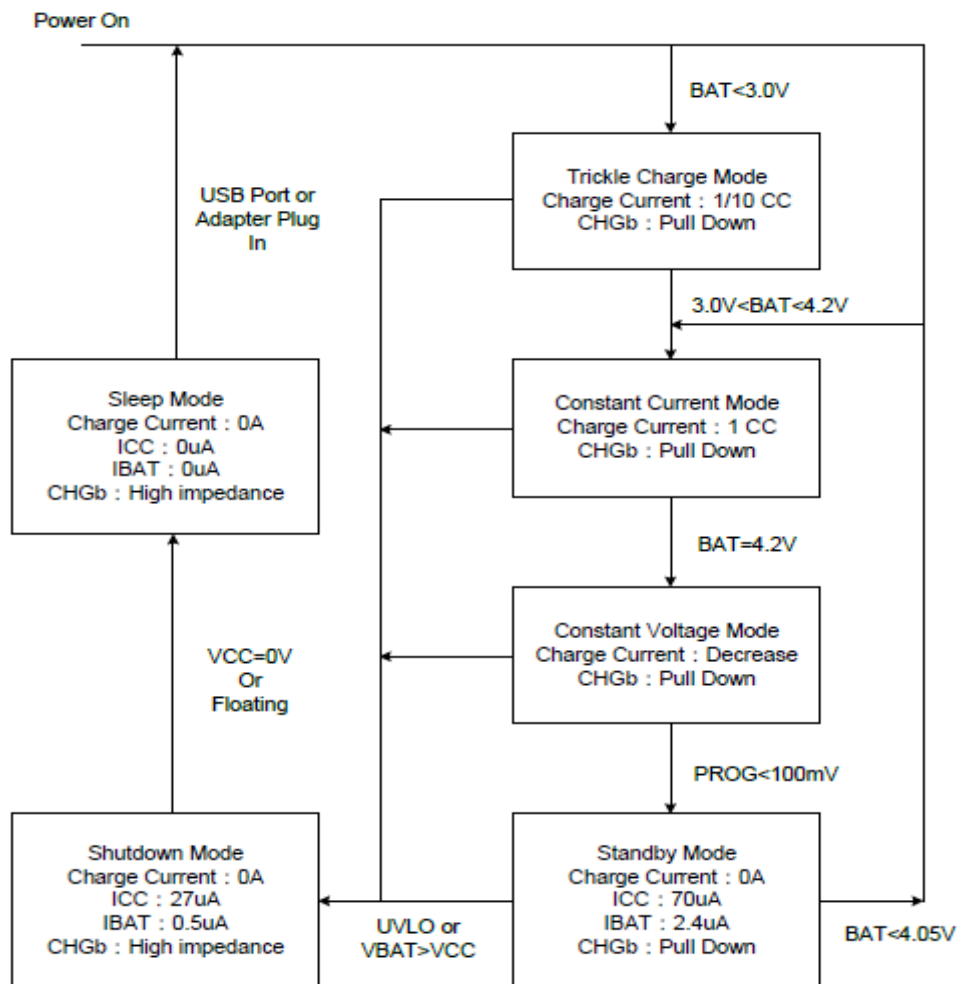 Power On
BAT<3.0V
Trickle Charge Mode
Charge Current : 1/10 CC
CHGb : Pull Down
USB Port or
Adapter Plug
In
3.0V<BAT<4.2V
Sleep Mode
Charge Current : 0A
ICC : 0uA
IBAT : 0uA
CHGb : High impedance
Constant Current Mode
Charge Current : 1 CC
CHGb : Pull Down
BAT=4.2V
Constant Voltage Mode
Charge Current : Decrease
CHGb : Pull Down
VCC=0V
Or
Floating
PROG<100mV
Shutdown Mode
Charge Current : 0A
ICC : 27uA
IBAT : 0.5uA
CHGb : High impedance
UVLO or
VBAT>VCC
Standby Mode
Charge Current : 0A
ICC : 70uA
IBAT : 2.4uA
CHGb : Pull Down
BAT<4.05V